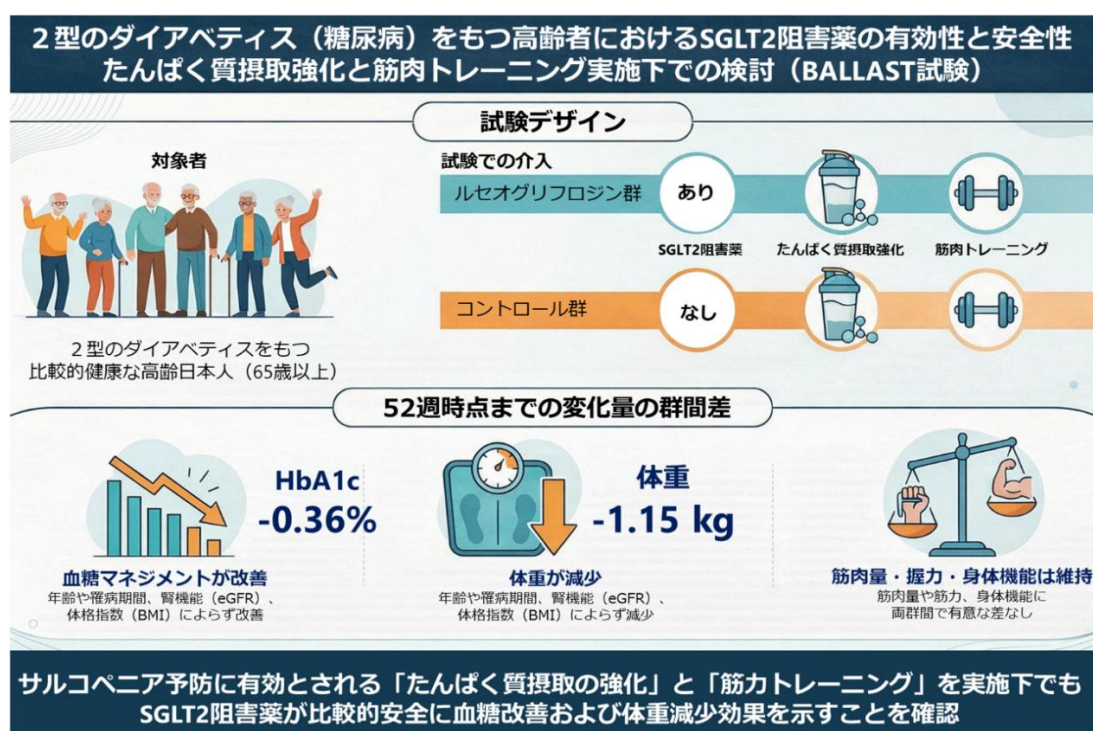 ２型のダイアベティス（糖尿病）をもつ高齢者におけるSGLT2阻害薬の有効性と安全性
たんぱく質摂取強化と筋肉トレーニング実施下での検討（BALLAST試験）
試験デザイン
対象者
２型のダイアベティスをもつ
比較的健康な高齢日本人（65歳以上）
試験での介入
ルセオグリフロジン群
あり
SGLT2阻害薬
たんぱく質摂取強化
筋肉トレーニング
コントロール群
なし
52週時点までの変化量の群間差
HbA1c
-0.36%
血糖マネジメントが改善
年齢や罹病期間、腎機能（eGFR）、
体格指数（BMI）によらず改善
体重
-1.15 kg
体重が減少
年齢や罹病期間、腎機能（eGFR）、
体格指数（BMI）によらず減少
筋肉量・握力・身体機能は維持
筋肉量や筋力、身体機能に
両群間で有意な差なし
サルコペニア予防に有効とされる「たんぱく質摂取の強化」と「筋力トレーニング」を実施下でも
SGLT2阻害薬が比較的安全に血糖改善および体重減少効果を示すことを確認